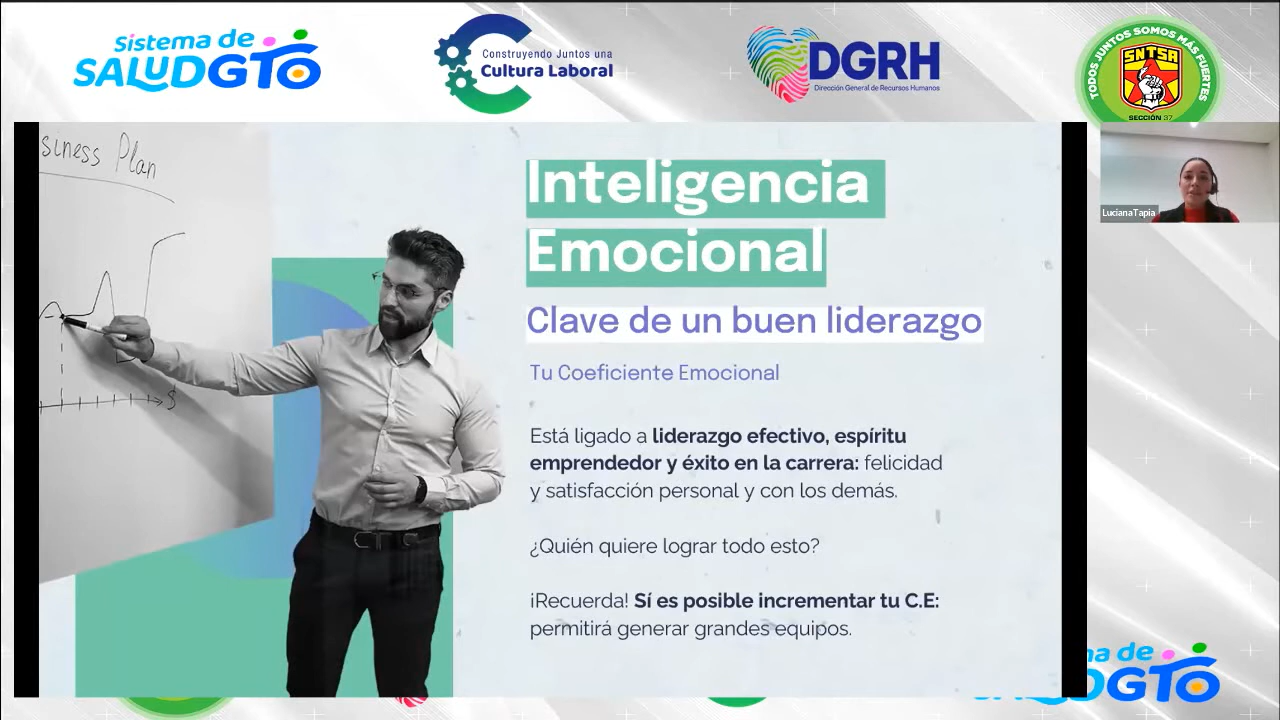 Sistema de
SALUDGTO
Construyendo Juntos una
Cultura Laboral
DGRH
Dirección General de Recursos Humanos
TODOS JUNTOS SOMOS MÁS FUERTES
SNTSA
SECCIÓN 37
siness Plan
$
LucianaTapia
Inteligencia
Emocional
Clave de un buen liderazgo
Tu Coeficiente Emocional
Está ligado a liderazgo efectivo, espíritu
emprendedor y éxito en la carrera: felicidad
y satisfacción personal y con los demás.
¿Quién quiere lograr todo esto?
¡Recuerda! Sí es posible incrementar tu C.E:
permitirá generar grandes equipos.
na de
DGTO